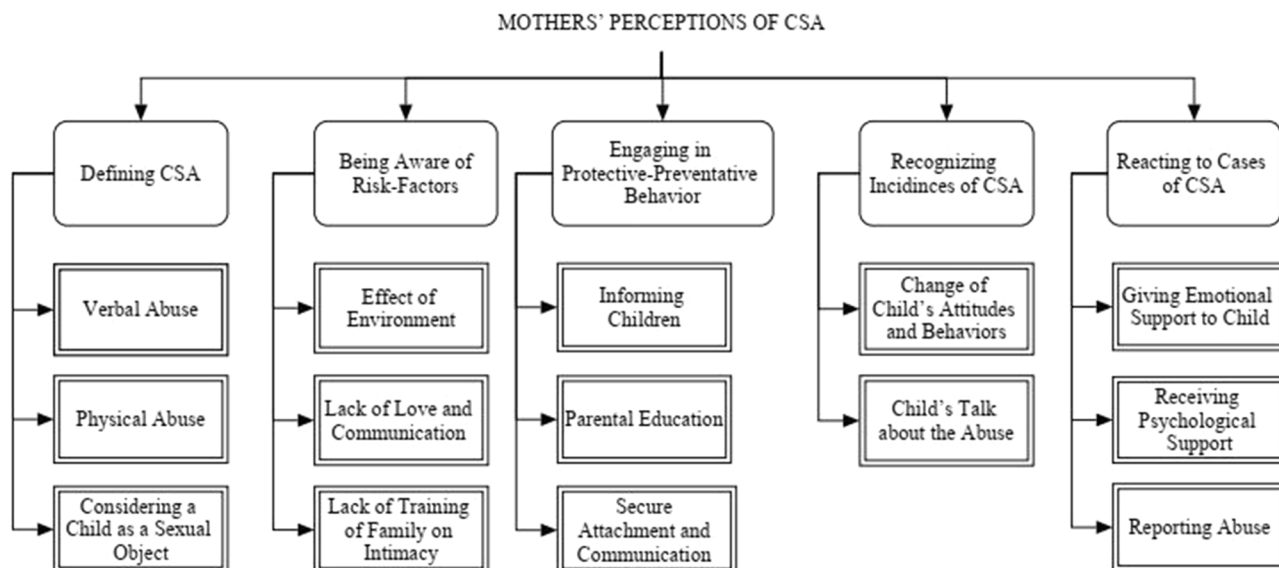 MOTHERS' PERCEPTIONS OF CSA
Defining CSA
Verbal Abuse
Physical Abuse
Considering a
Child as a Sexual
Object
Being Aware of
Risk-Factors
Effect of
Environment
Lack of Love and
Communication
Lack of Training
of Family on
Intimacy
Engaging in
Protective-Preventative
Behavior
Informing
Children
Parental Education
Secure
Attachment and
Communication
Recognizing
Incidinces of CSA
Change of
Child's Attitudes
and Behaviors
Child's Talk
about the Abuse
Reacting to Cases
of CSA
Giving Emotional
Support to Child
Receiving
Psychological
Support
Reporting Abuse